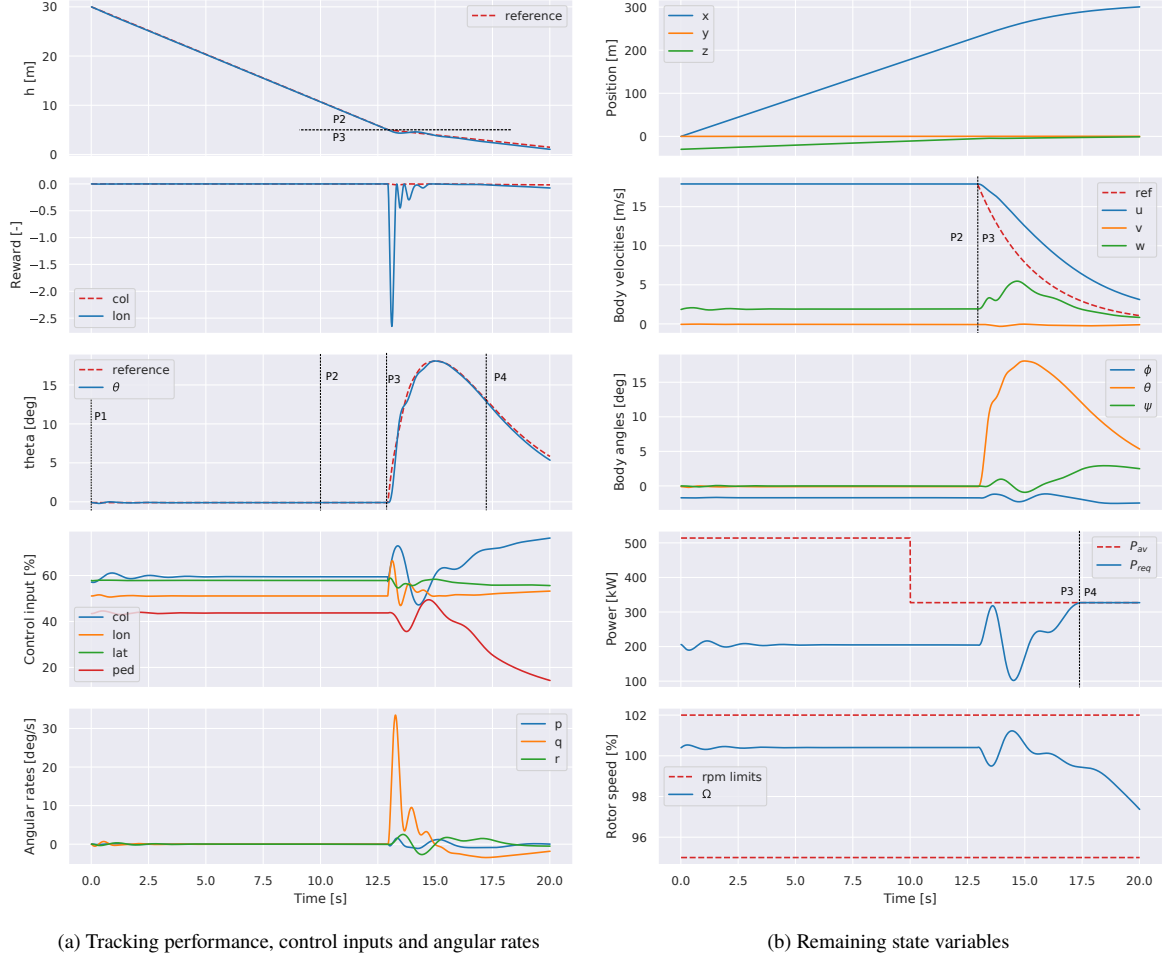 30
20
10
0
h [m]
reference
P2
P3
0.0
−0.5
−1.0
−1.5
−2.0
−2.5
Reward [-]
col
lon
15
10
5
0
theta [deg]
reference
θ
P1
P2
P3
P4
60
40
20
Control input [%]
col
lon
lat
ped
30
20
10
0
Angular rates [deg/s]
p
q
r
0.0
2.5
5.0
7.5
10.0
12.5
15.0
17.5
20.0
Time [s]
(a) Tracking performance, control inputs and angular rates
300
200
100
0
Position [m]
x
y
z
15
10
5
0
Body velocities [m/s]
P2
P3
ref
u
v
w
15
10
5
0
Body angles [deg]
ϕ
θ
ψ
500
400
300
200
100
Power [kW]
P3
P4
P_av
P_req
102
100
98
96
Rotor speed [%]
rpm limits
Ω
0.0
2.5
5.0
7.5
10.0
12.5
15.0
17.5
20.0
Time [s]
(b) Remaining state variables